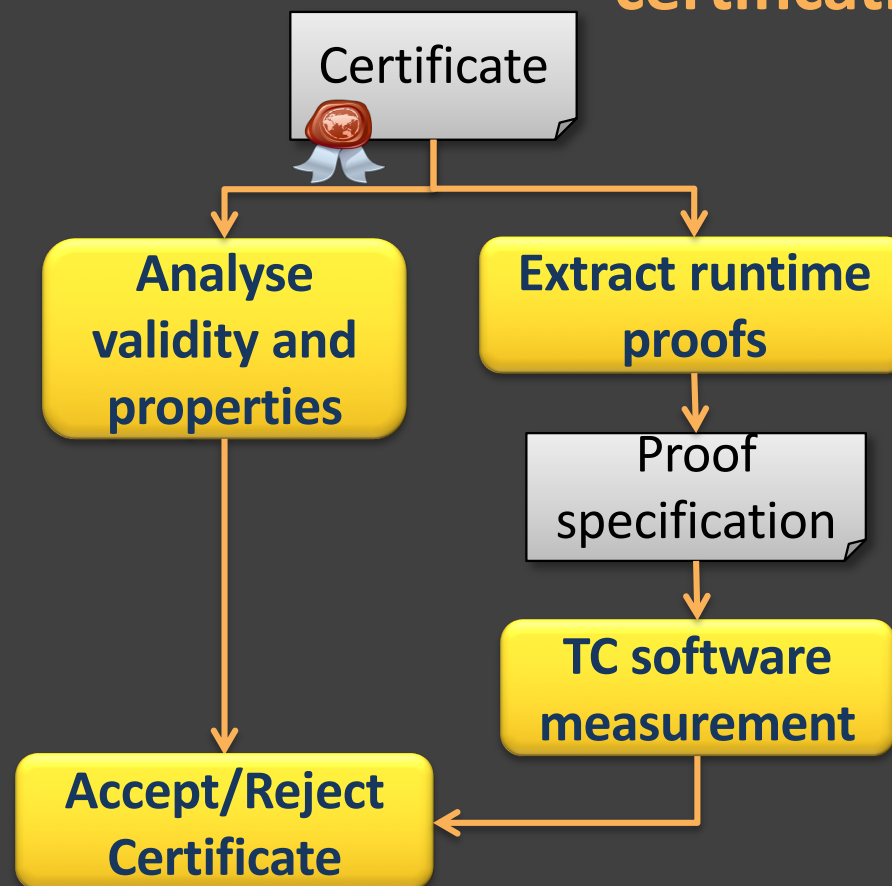 Certificate
Analyse
validity and
properties
Extract runtime
proofs
Proof
specification
TC software
measurement
Accept/Reject
Certificate